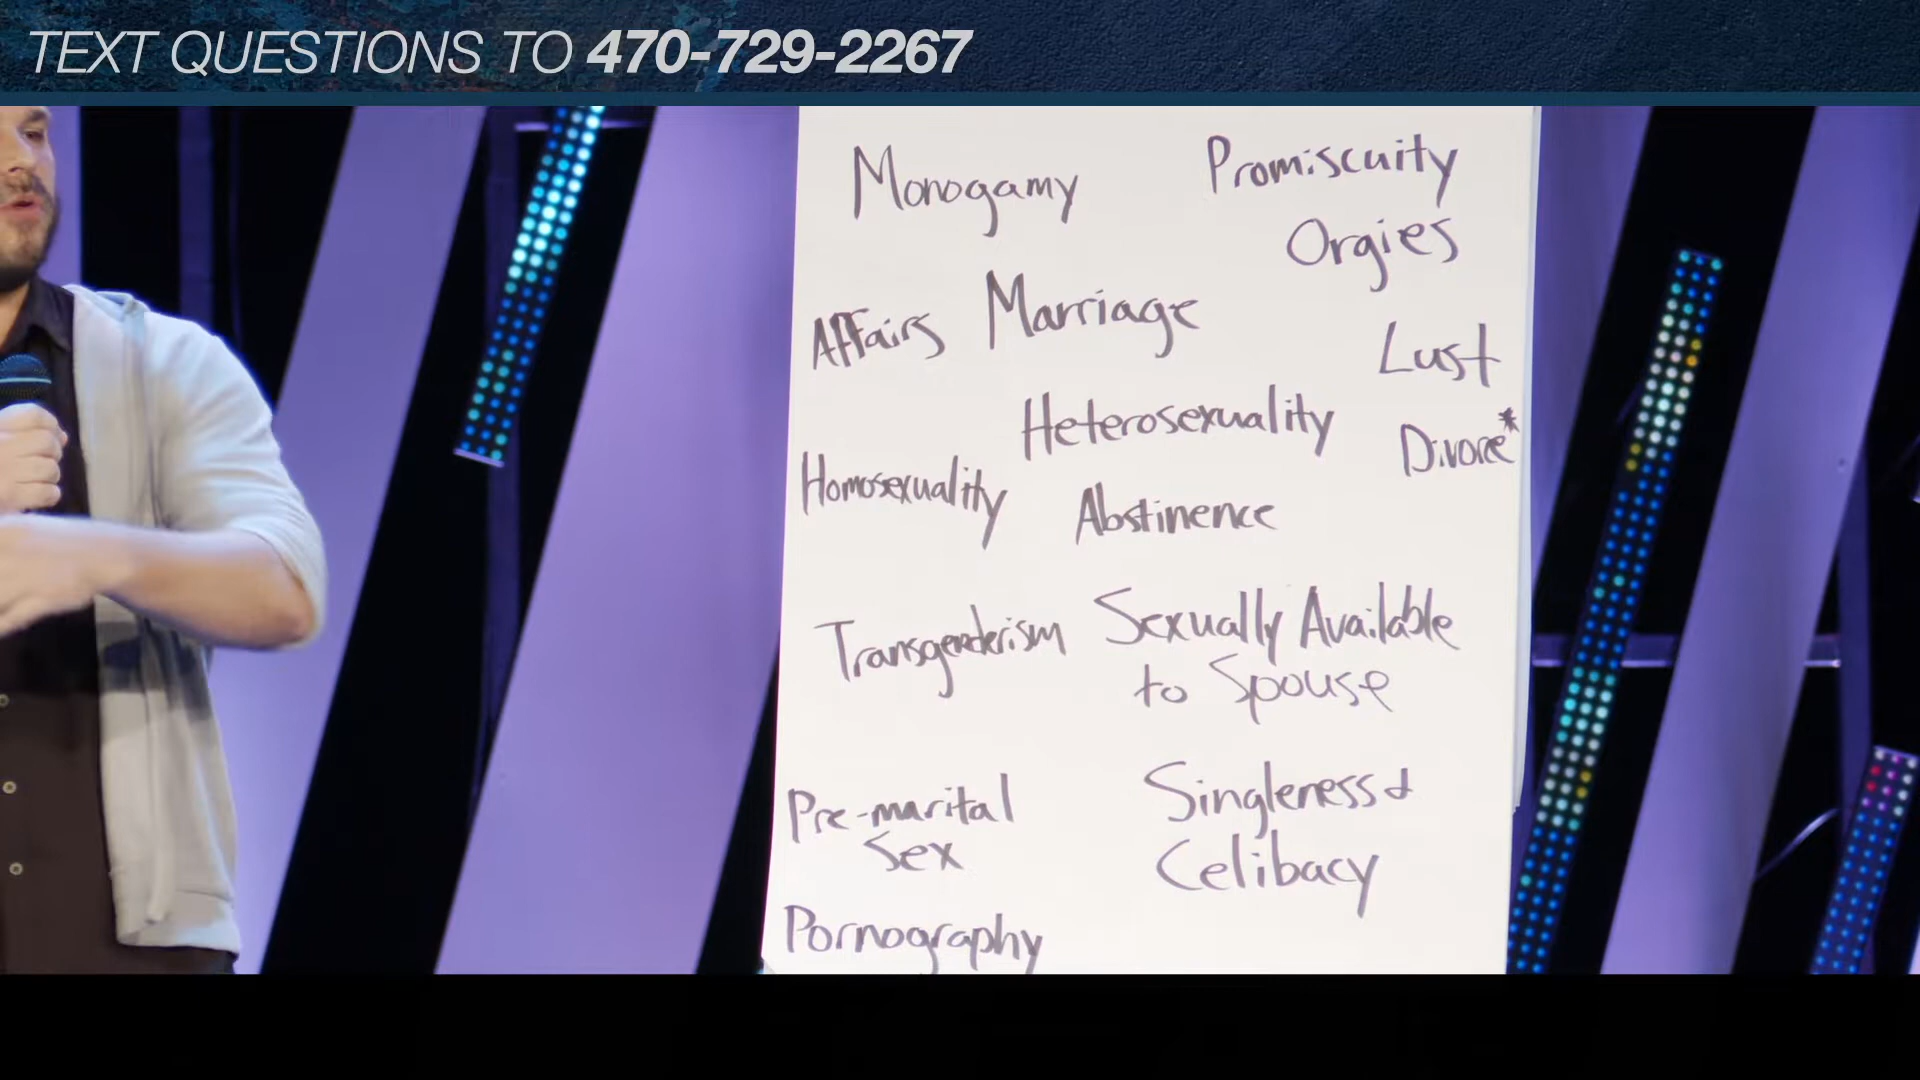 TEXT QUESTIONS TO 470-729-2267
Monogamy
Promiscuity
Orgies
Affairs
Marriage
Lust
Heterosexuality
Divorce*
Homosexuality
Abstinence
Transgenderism
Sexually Available
to Spouse
Pre-marital
Sex
Singleness &
Celibacy
Pornography